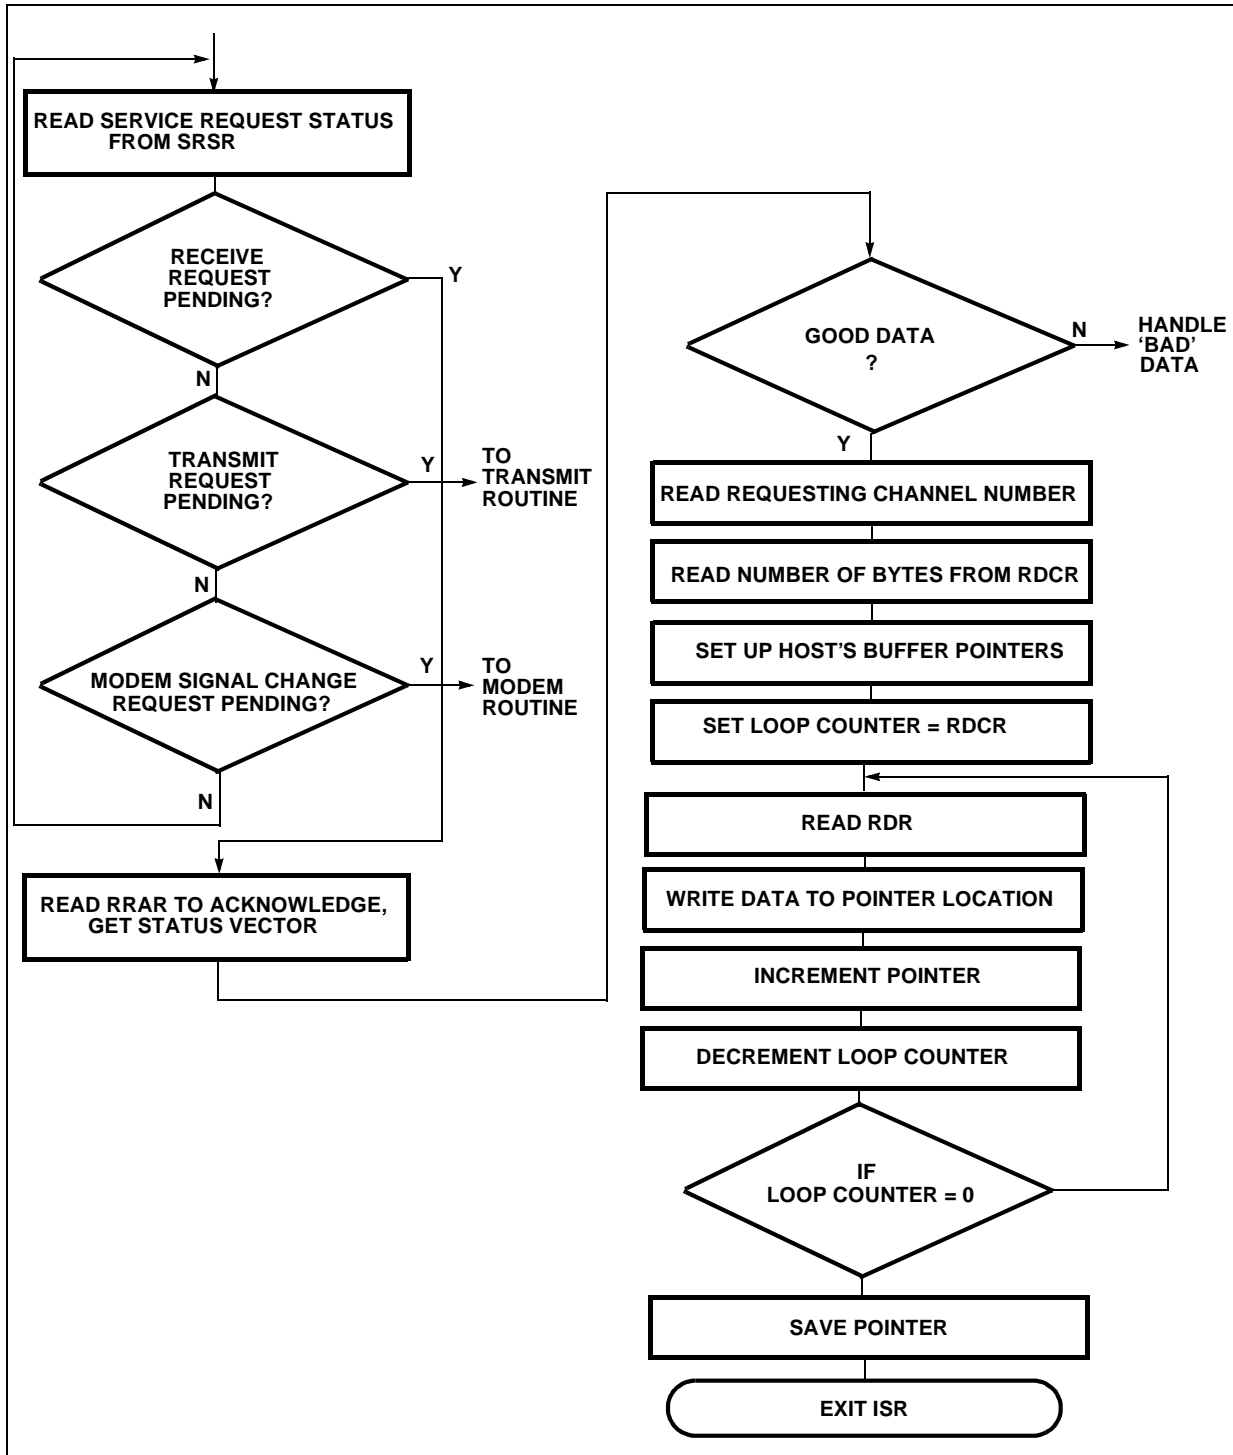 READ SERVICE REQUEST STATUS
FROM SRSR
RECEIVE
REQUEST
PENDING?
Y
N
TRANSMIT
REQUEST
PENDING?
Y
TO
TRANSMIT
ROUTINE
N
MODEM SIGNAL CHANGE
REQUEST PENDING?
Y
TO
MODEM
ROUTINE
N
READ RRAR TO ACKNOWLEDGE,
GET STATUS VECTOR
GOOD DATA
?
N
HANDLE
‘BAD’
DATA
Y
READ REQUESTING CHANNEL NUMBER
READ NUMBER OF BYTES FROM RDCR
SET UP HOST'S BUFFER POINTERS
SET LOOP COUNTER = RDCR
READ RDR
WRITE DATA TO POINTER LOCATION
INCREMENT POINTER
DECREMENT LOOP COUNTER
IF
LOOP COUNTER = 0
SAVE POINTER
EXIT ISR